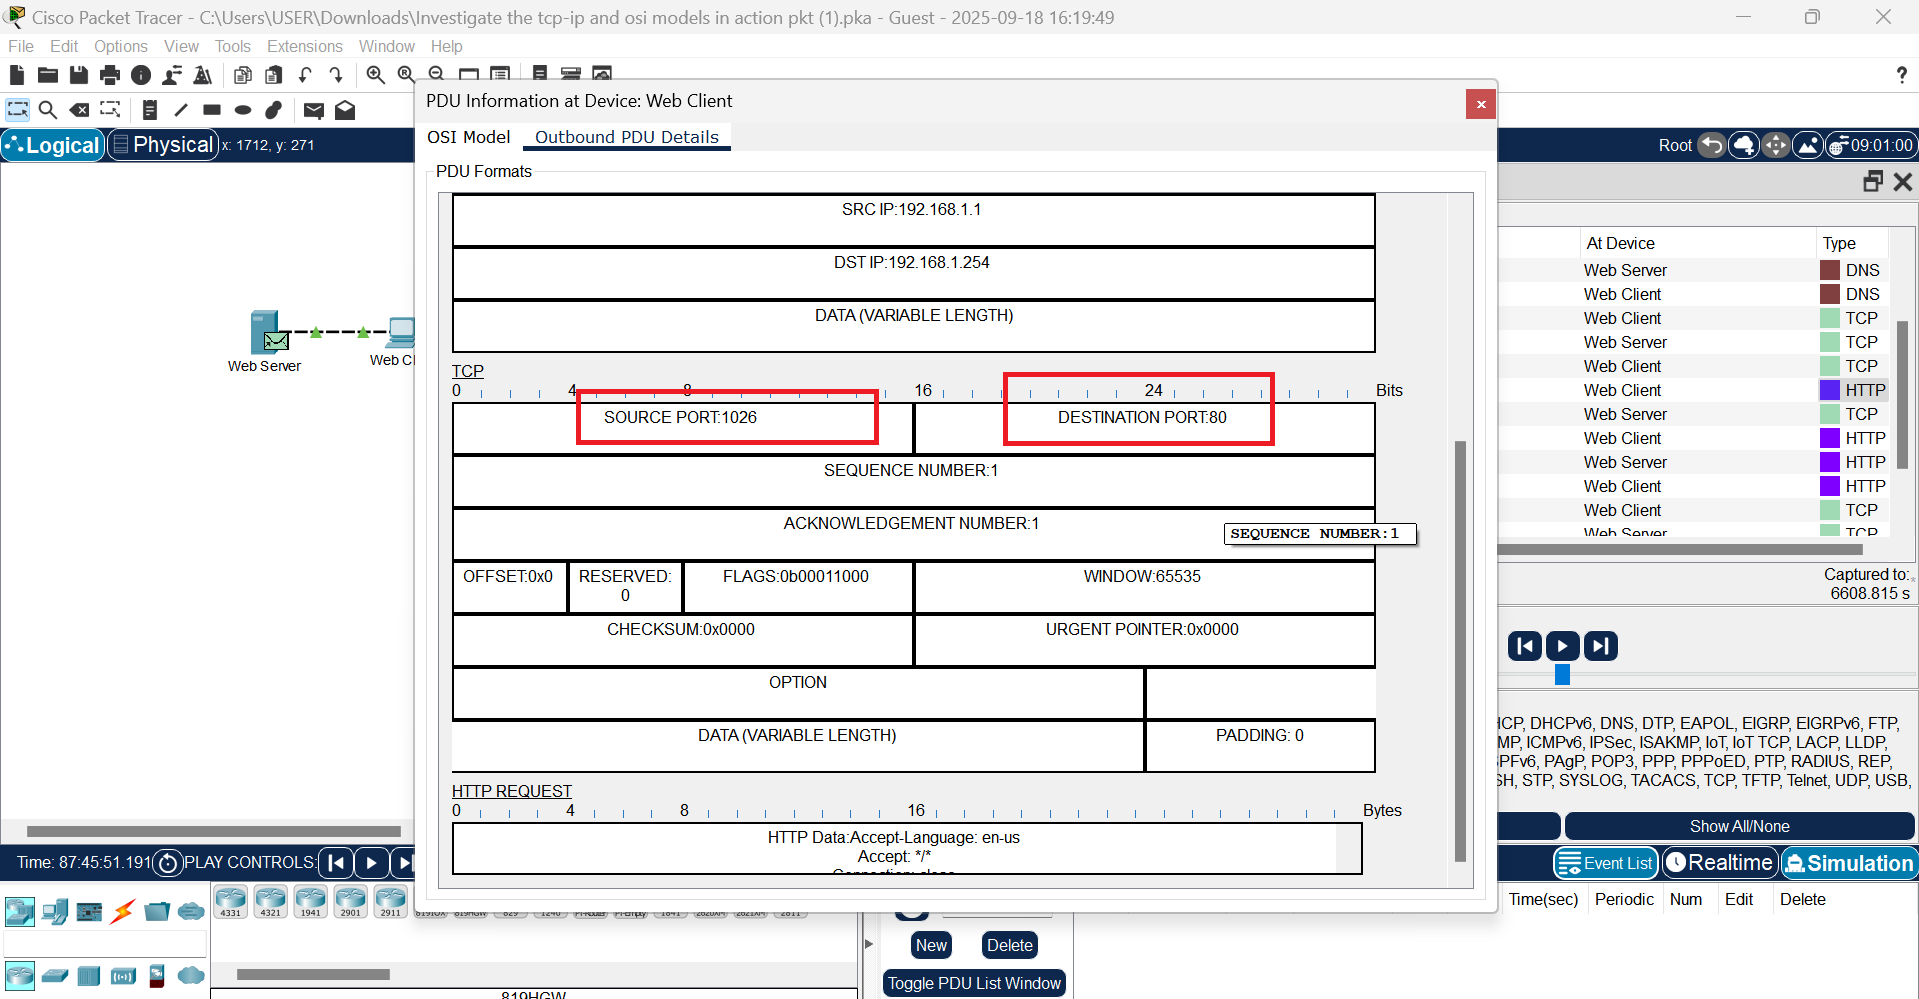 Cisco Packet Tracer - C:\Users\USER\Downloads\Investigate the tcp-ip and osi models in action pkt (1).pka - Guest - 2025-09-18 16:19:49
File Edit Options View Tools Extensions Window Help
?
Logical Physical x: 1712, y: 271
Root 09:01:00
Web Server
Web Cl
PDU Information at Device: Web Client
x
OSI Model Outbound PDU Details
PDU Formats
SRC IP:192.168.1.1
DST IP:192.168.1.254
DATA (VARIABLE LENGTH)
TCP
0 4 8 16 24 Bits
SOURCE PORT:1026 DESTINATION PORT:80
SEQUENCE NUMBER:1
ACKNOWLEDGEMENT NUMBER:1
SEQUENCE NUMBER:1
OFFSET:0x0 RESERVED: FLAGS:0b00011000 WINDOW:65535
0
CHECKSUM:0x0000 URGENT POINTER:0x0000
OPTION
DATA (VARIABLE LENGTH) PADDING: 0
HTTP REQUEST
0 4 8 16 Bytes
HTTP Data:Accept-Language: en-us
Accept: */*
Connection: close
At Device Type
Web Server DNS
Web Client DNS
Web Client TCP
Web Server TCP
Web Client TCP
Web Client HTTP
Web Server TCP
Web Client HTTP
Web Server HTTP
Web Client HTTP
Web Client TCP
Web Server TCP
Captured to:
6608.815 s
HCP, DHCPv6, DNS, DTP, EAPOL, EIGRP, EIGRPv6, FTP,
MP, ICMPv6, IPSec, ISAKMP, IoT, IoT TCP, LACP, LLDP,
PFv6, PAgP, POP3, PPP, PPPoED, PTP, RADIUS, REP,
SH, STP, SYSLOG, TACACS, TCP, TFTP, Telnet, UDP, USB,
Show All/None
Time: 87:45:51.191 PLAY CONTROLS:
Event List Realtime Simulation
4331 4321 1941 2901 2911
Time(sec) Periodic Num Edit Delete
New Delete
Toggle PDU List Window
819HGW